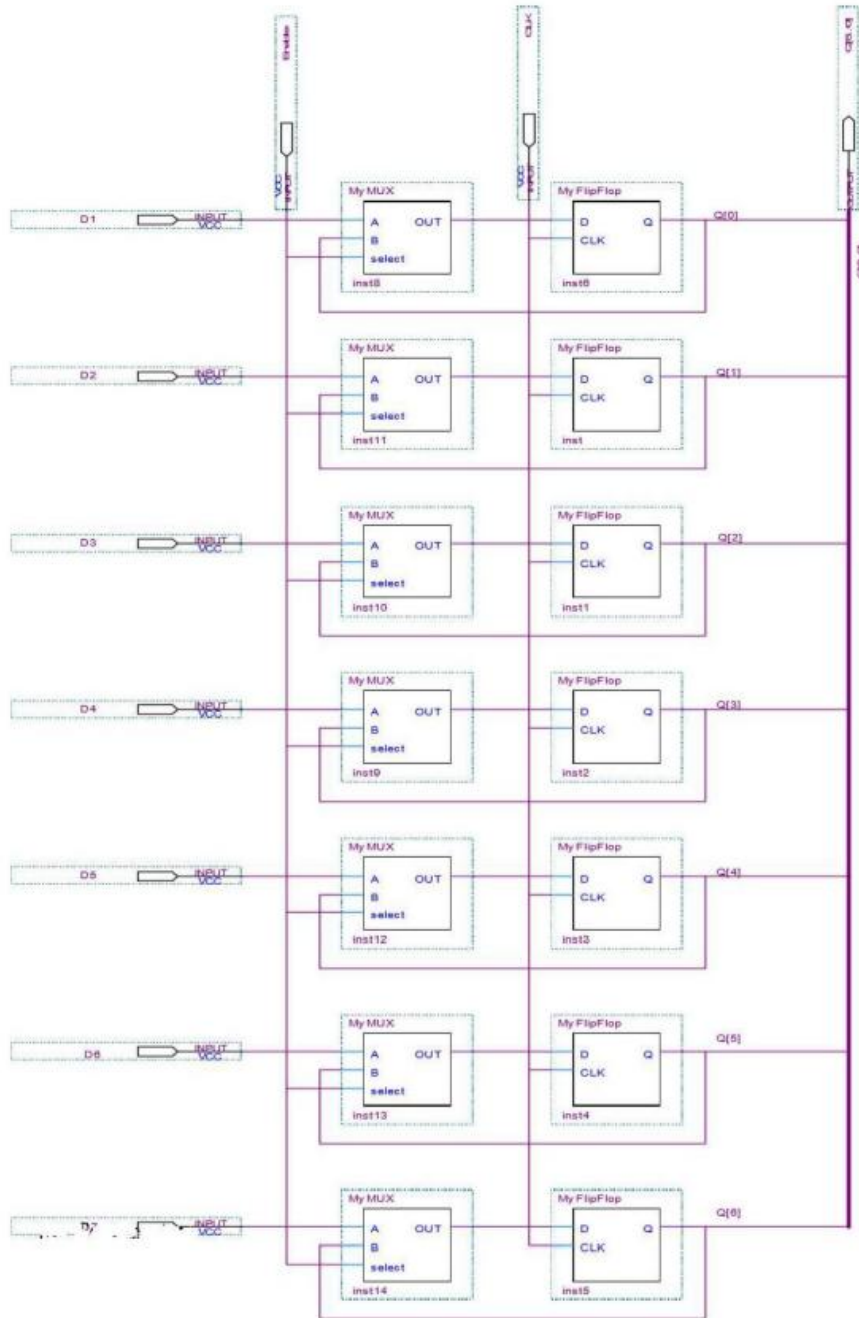 Enable
CLK
Q[6..0]
VCC
INPUT
VCC
INPUT
OUTPUT
D1
INPUT
VCC
My MUX
A
OUT
B
select
inst8
My FlipFlop
D
Q
CLK
inst6
Q[0]
D2
INPUT
VCC
My MUX
A
OUT
B
select
inst11
My FlipFlop
D
Q
CLK
inst
Q[1]
D3
INPUT
VCC
My MUX
A
OUT
B
select
inst10
My FlipFlop
D
Q
CLK
inst1
Q[2]
D4
INPUT
VCC
My MUX
A
OUT
B
select
inst9
My FlipFlop
D
Q
CLK
inst2
Q[3]
D5
INPUT
VCC
My MUX
A
OUT
B
select
inst12
My FlipFlop
D
Q
CLK
inst3
Q[4]
D6
INPUT
VCC
My MUX
A
OUT
B
select
inst13
My FlipFlop
D
Q
CLK
inst4
Q[5]
D7
INPUT
VCC
My MUX
A
OUT
B
select
inst14
My FlipFlop
D
Q
CLK
inst5
Q[6]